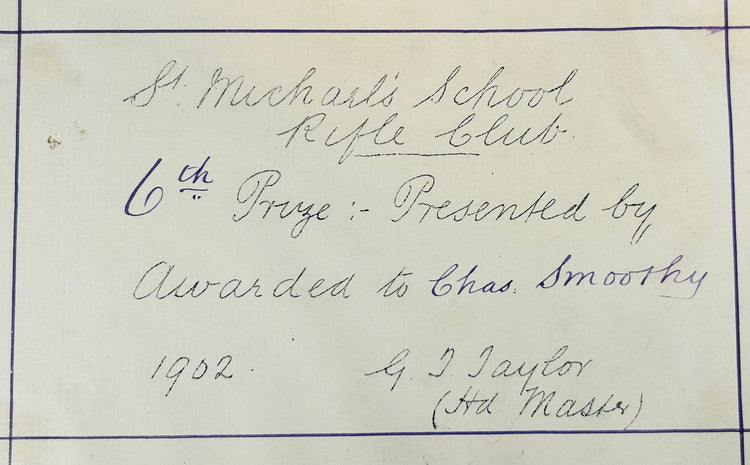 St. Michael's School
Rifle Club.
6th Prize :- Presented by
Awarded to Chas. Smoothy
1902. G. T Taylor
(Hd Master)